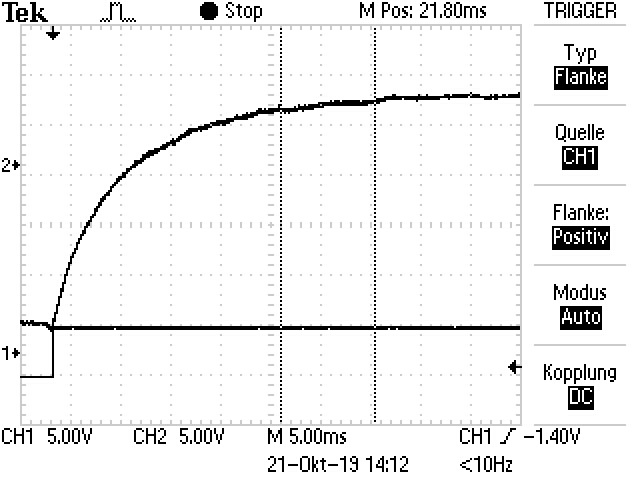 Tek Stop M Pos: 21.80ms TRIGGER
Typ
Flanke
Quelle
CH1
Flanke:
Positiv
Modus
Auto
Kopplung
DC
2
1
CH1 5.00V CH2 5.00V M 5.00ms CH1 -1.40V
21-Okt-19 14:12 <10Hz